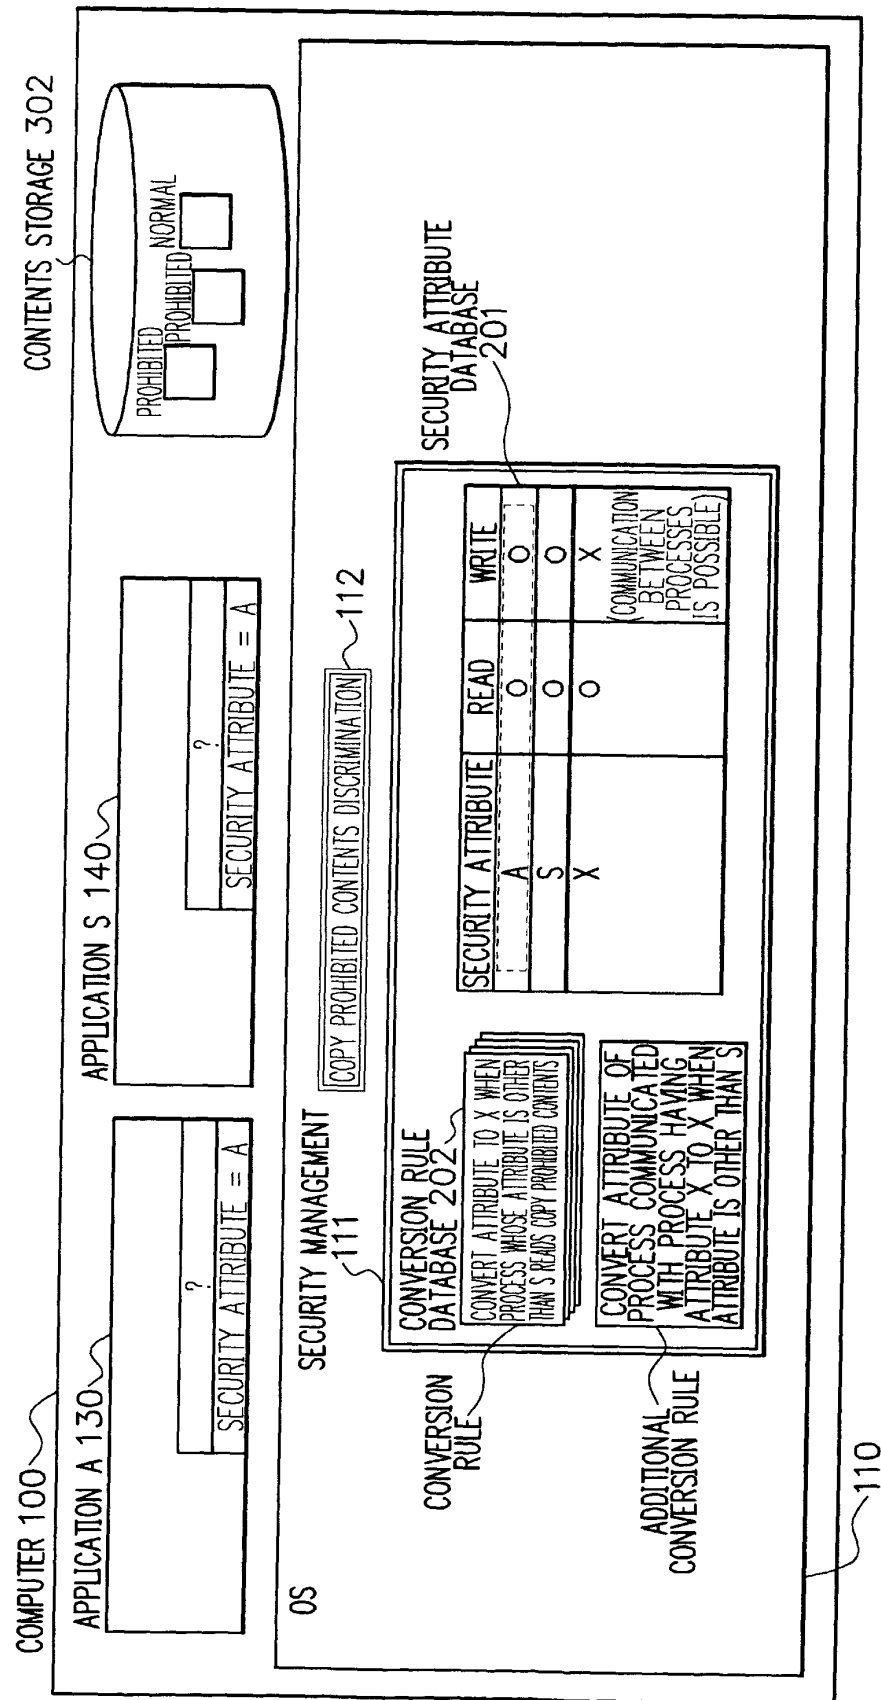 COMPUTER 100
APPLICATION A 130
?
SECURITY ATTRIBUTE = A
APPLICATION S 140
?
SECURITY ATTRIBUTE = A
CONTENTS STORAGE 302
PROHIBITED
PROHIBITED
NORMAL
OS
SECURITY MANAGEMENT
111
COPY PROHIBITED CONTENTS DISCRIMINATION
112
CONVERSION RULE
DATABASE 202
CONVERT ATTRIBUTE TO X WHEN
PROCESS WHOSE ATTRIBUTE IS OTHER
THAN S READS COPY PROHIBITED CONTENTS
CONVERSION
RULE
CONVERT ATTRIBUTE OF
PROCESS COMMUNICATED
WITH PROCESS HAVING
ATTRIBUTE X TO X WHEN
ATTRIBUTE IS OTHER THAN S
ADDITIONAL
CONVERSION RULE
SECURITY ATTRIBUTE
DATABASE
201
SECURITY ATTRIBUTE READ WRITE
A O O
S O O
X O X
(COMMUNICATION
BETWEEN
PROCESSES
IS POSSIBLE)
110